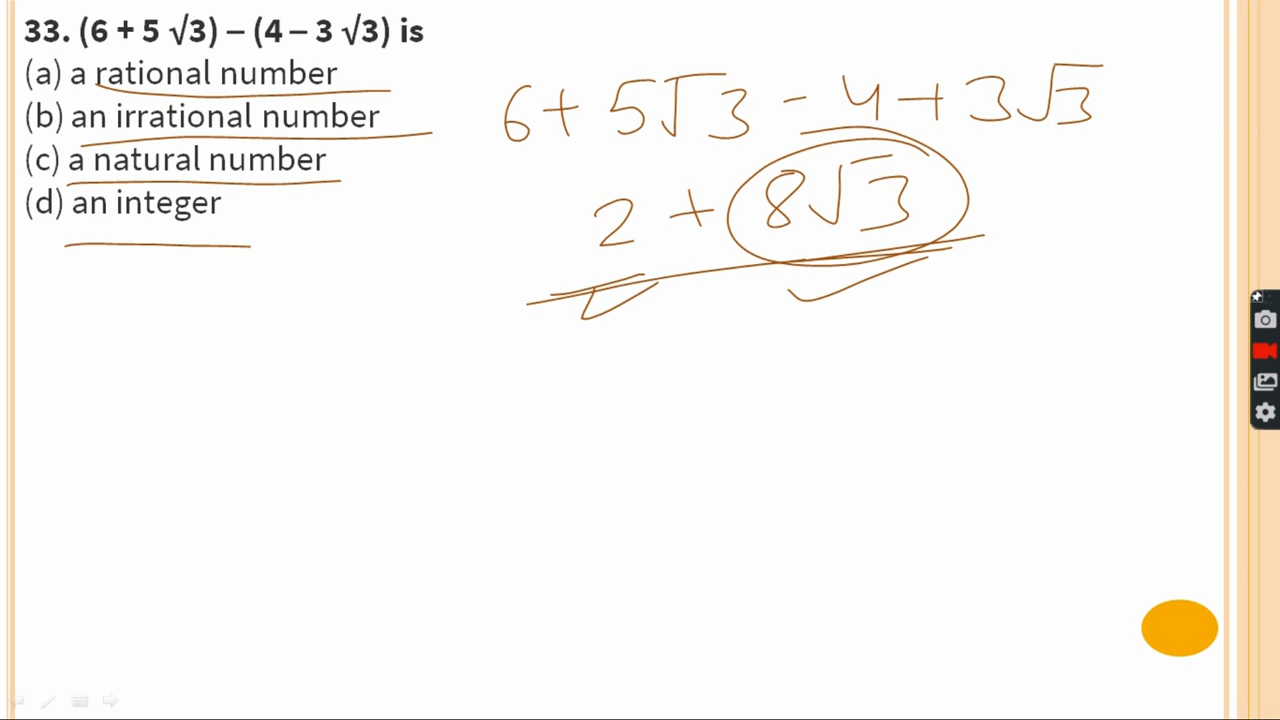 33. (6 + 5 √3) – (4 – 3 √3) is
(a) a rational number
(b) an irrational number
(c) a natural number
(d) an integer
6 + 5√3 - 4 + 3√3
2 + 8√3